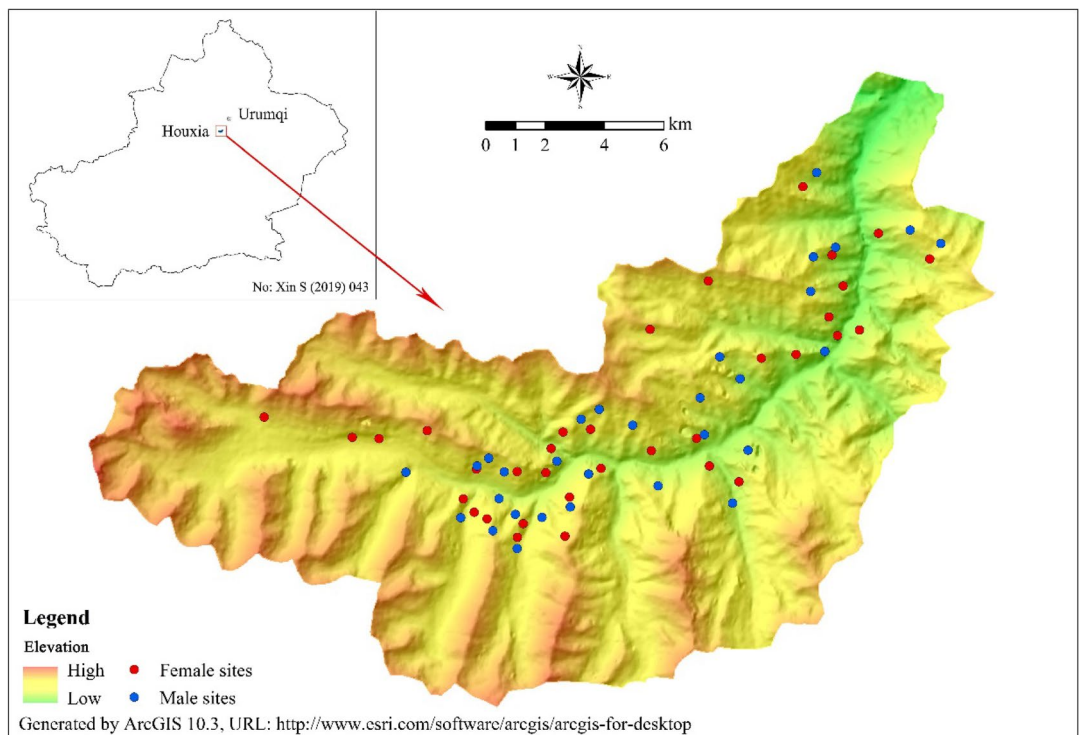 Urumqi
Houxia
No: Xin S (2019) 043
N
W E
S
km
0 1 2 4 6
Legend
Elevation
High
Female sites
Low
Male sites
Generated by ArcGIS 10.3, URL: http://www.esri.com/software/arcgis/arcgis-for-desktop